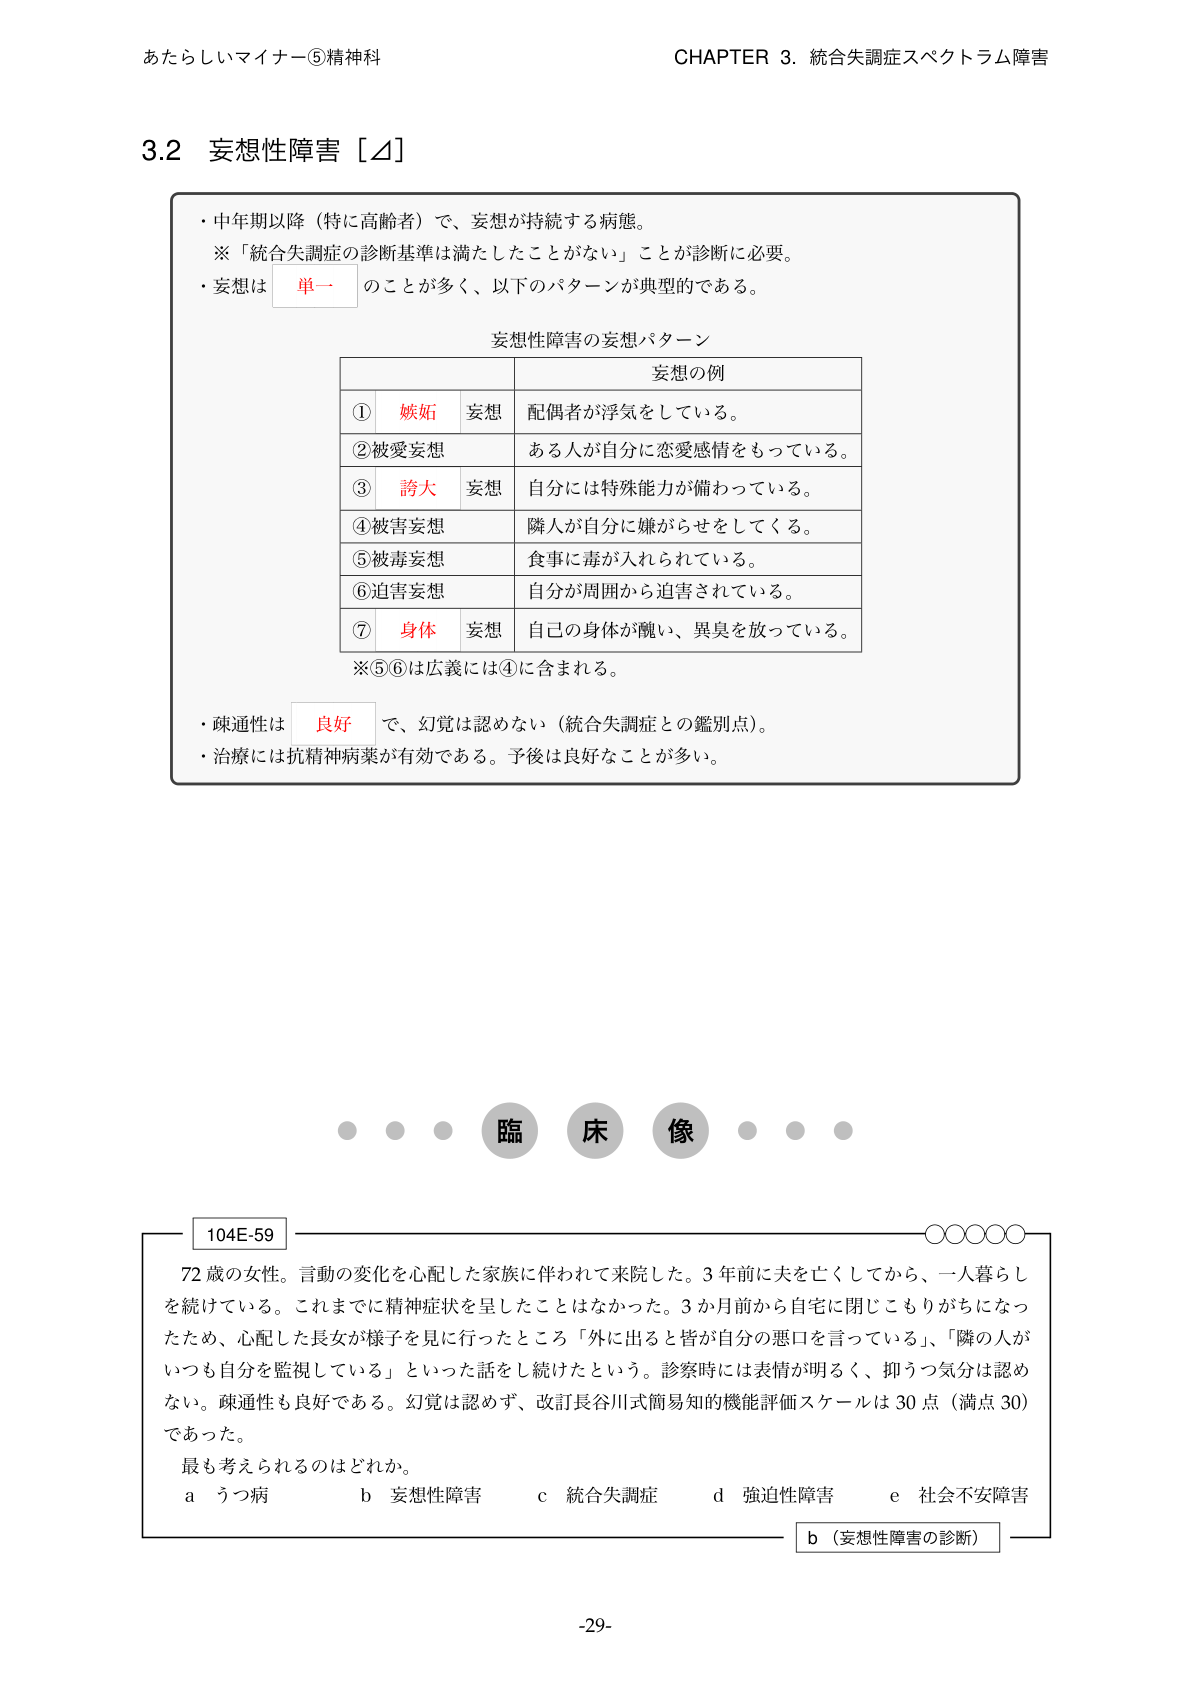 あたらしいマイナー⑤精神科
CHAPTER 3. 統合失調症スペクトラム障害
3.2 妄想性障害［⊿］
・中年期以降（特に高齢者）で、妄想が持続する病態。
※「統合失調症の診断基準は満たしたことがない」ことが診断に必要。
・妄想は 単一 のことが多く、以下のパターンが典型的である。
妄想性障害の妄想パターン
妄想の例
① 嫉妬 妄想 配偶者が浮気をしている。
②被愛妄想 ある人が自分に恋愛感情をもっている。
③ 誇大 妄想 自分には特殊能力が備わっている。
④被害妄想 隣人が自分に嫌がらせをしてくる。
⑤被毒妄想 食事に毒が入れられている。
⑥迫害妄想 自分が周囲から迫害されている。
⑦ 身体 妄想 自己の身体が醜い、異臭を放っている。
※⑤⑥は広義には④に含まれる。
・疎通性は 良好 で、幻覚は認めない（統合失調症との鑑別点）。
・治療には抗精神病薬が有効である。予後は良好なことが多い。
臨床像
104E-59
72 歳の女性。言動の変化を心配した家族に伴われて来院した。3 年前に夫を亡くしてから、一人暮らし
を続けている。これまでに精神症状を呈したことはなかった。3 か月前から自宅に閉じこもりがちになっ
たため、心配した長女が様子を見に行ったところ「外に出ると皆が自分の悪口を言っている」、「隣の人が
いつも自分を監視している」といった話をし続けたという。診察時には表情が明るく、抑うつ気分は認め
ない。疎通性も良好である。幻覚は認めず、改訂長谷川式簡易知的機能評価スケールは 30 点（満点 30）
であった。
最も考えられるのはどれか。
a うつ病 b 妄想性障害 c 統合失調症 d 強迫性障害 e 社会不安障害
b （妄想性障害の診断）
-29-